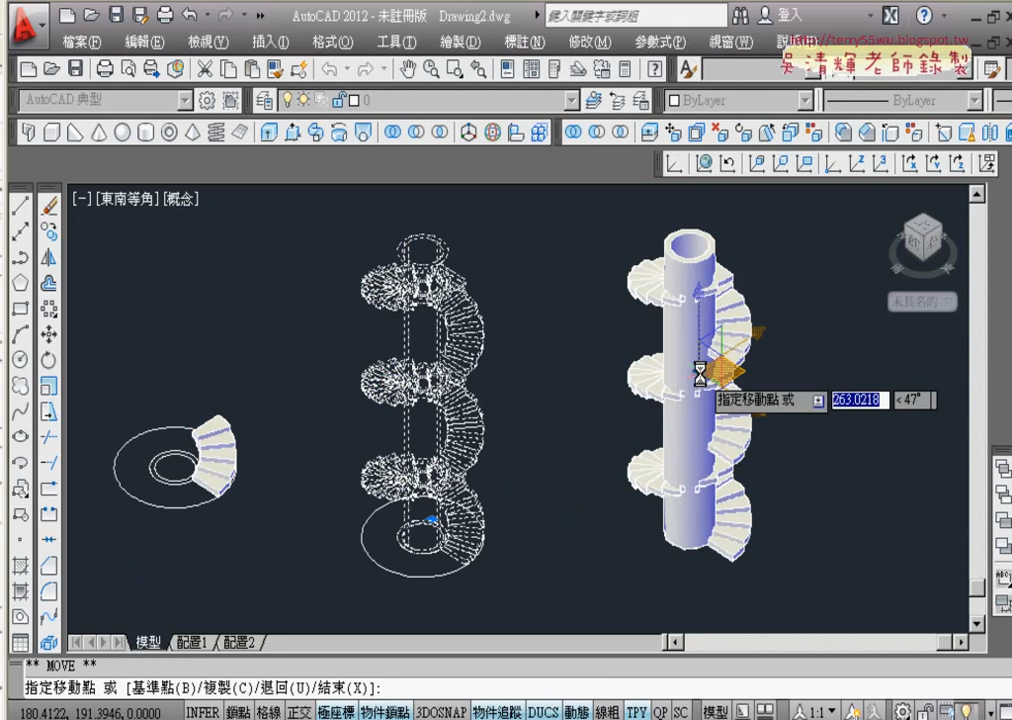 AutoCAD 2012 - 未註冊版 Drawing2.dwg
鍵入關鍵字或詞組
登入
檔案(F) 編輯(E) 檢視(V) 插入(I) 格式(O) 工具(T) 繪製(D) 標註(N) 修改(M) 參數式(P) 視窗(W)
http://terry55wu.blogspot.tw
吳清輝老師錄製
AutoCAD 典型
0
ByLayer
ByLayer
[−][東南等角][概念]
未具名的
指定移動點 或
263.0218
< 47°
模型 配置1 配置2
** MOVE **
指定移動點 或 [基準點(B)/複製(C)/退回(U)/結束(X)]:
180.4122, 191.3946, 0.0000
INFER 鎖點 格線 正交 極座標 物件鎖點 3DOSNAP 物件追蹤 DUCS 動態 線粗 TPY QP SC 模型 1:1